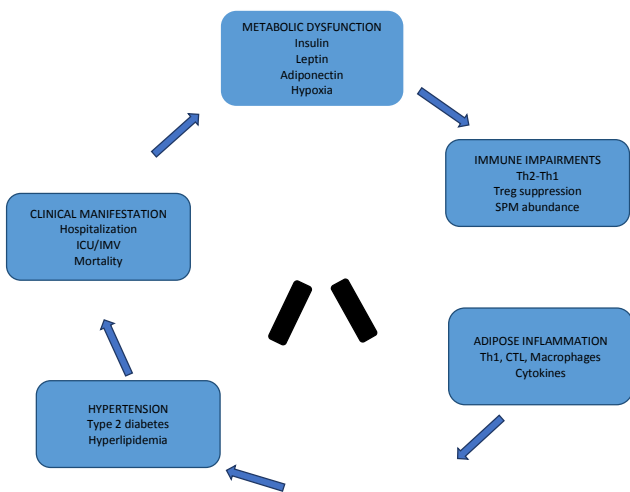 METABOLIC DYSFUNCTION
Insulin
Leptin
Adiponectin
Hypoxia
IMMUNE IMPAIRMENTS
Th2-Th1
Treg suppression
SPM abundance
ADIPOSE INFLAMMATION
Th1, CTL, Macrophages
Cytokines
HYPERTENSION
Type 2 diabetes
Hyperlipidemia
CLINICAL MANIFESTATION
Hospitalization
ICU/IMV
Mortality